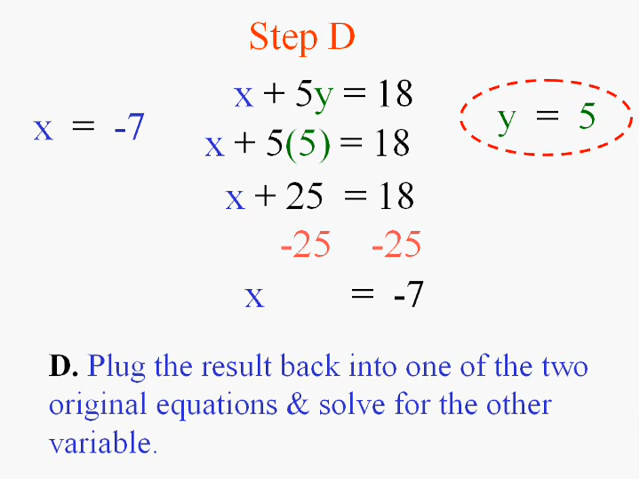 Step D
x + 5y = 18
x = -7
y = 5
x + 5(5) = 18
x + 25 = 18
-25 -25
x = -7
D. Plug the result back into one of the two
original equations & solve for the other
variable.